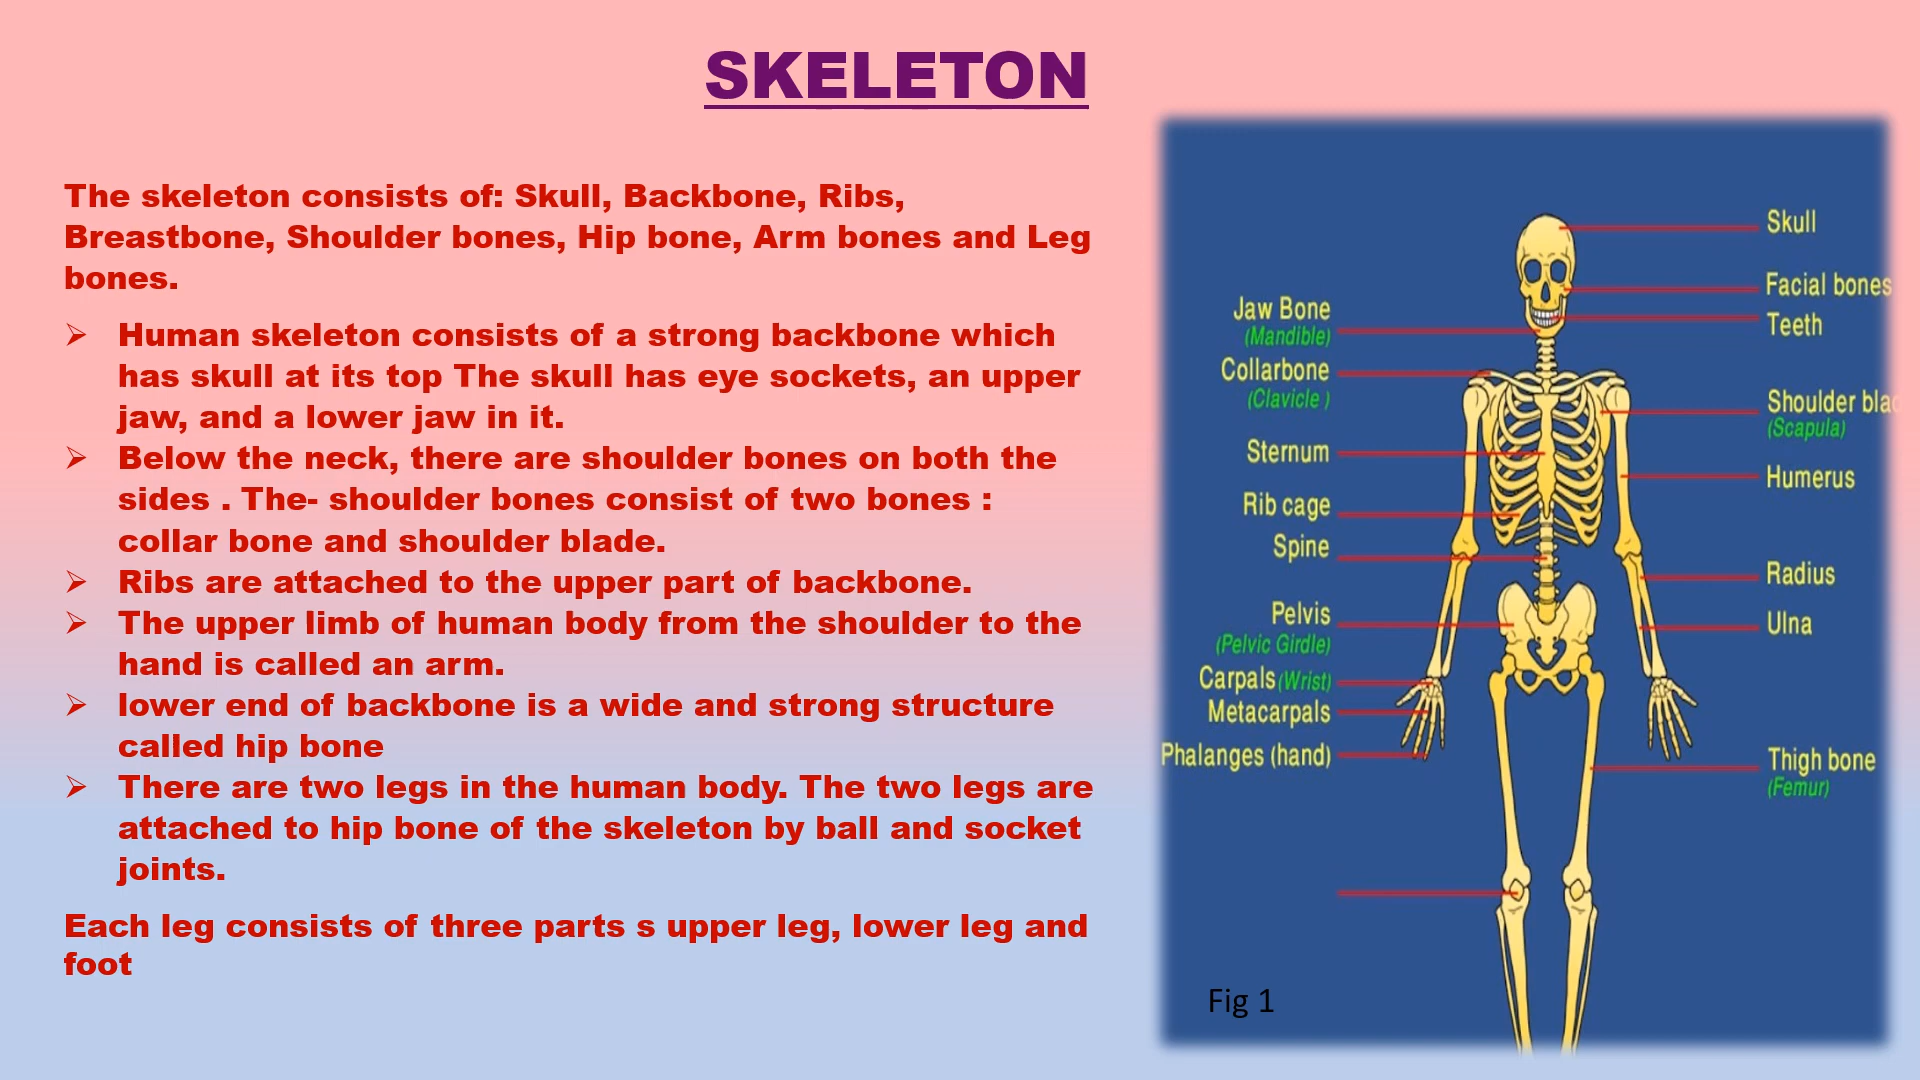 SKELETON
The skeleton consists of: Skull, Backbone, Ribs,
Breastbone, Shoulder bones, Hip bone, Arm bones and Leg
bones.
Human skeleton consists of a strong backbone which
has skull at its top The skull has eye sockets, an upper
jaw, and a lower jaw in it.
Below the neck, there are shoulder bones on both the
sides . The- shoulder bones consist of two bones :
collar bone and shoulder blade.
Ribs are attached to the upper part of backbone.
The upper limb of human body from the shoulder to the
hand is called an arm.
lower end of backbone is a wide and strong structure
called hip bone
There are two legs in the human body. The two legs are
attached to hip bone of the skeleton by ball and socket
joints.
Each leg consists of three parts s upper leg, lower leg and
foot
Jaw Bone
(Mandible)
Collarbone
(Clavicle )
Sternum
Rib cage
Spine
Pelvis
(Pelvic Girdle)
Carpals (Wrist)
Metacarpals
Phalanges (hand)
Skull
Facial bones
Teeth
Shoulder bla
(Scapula)
Humerus
Radius
Ulna
Thigh bone
(Femur)
Fig 1